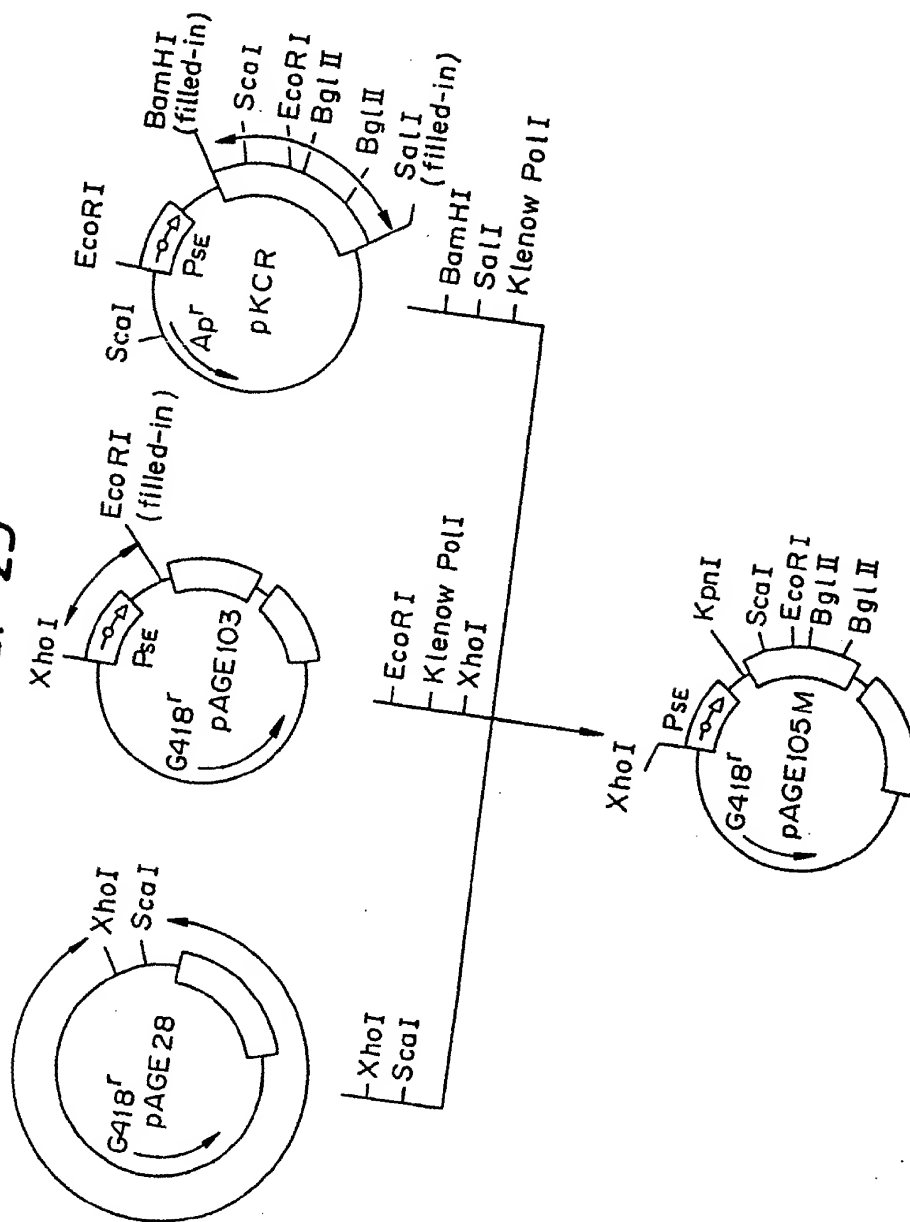 25
XhoI
ScaI
G418r
pAGE28
XhoI
ScaI
XhoI
EcoRI
(filled-in)
PSE
G418r
pAGE103
EcoRI
Klenow PolI
XhoI
EcoRI
ScaI
PSE
Apr
pKCR
BamHI
(filled-in)
ScaI
EcoRI
BglII
BglII
SalI
(filled-in)
BamHI
SalI
Klenow PolI
XhoI
PSE
KpnI
ScaI
EcoRI
BglII
BglII
G418r
pAGE105M